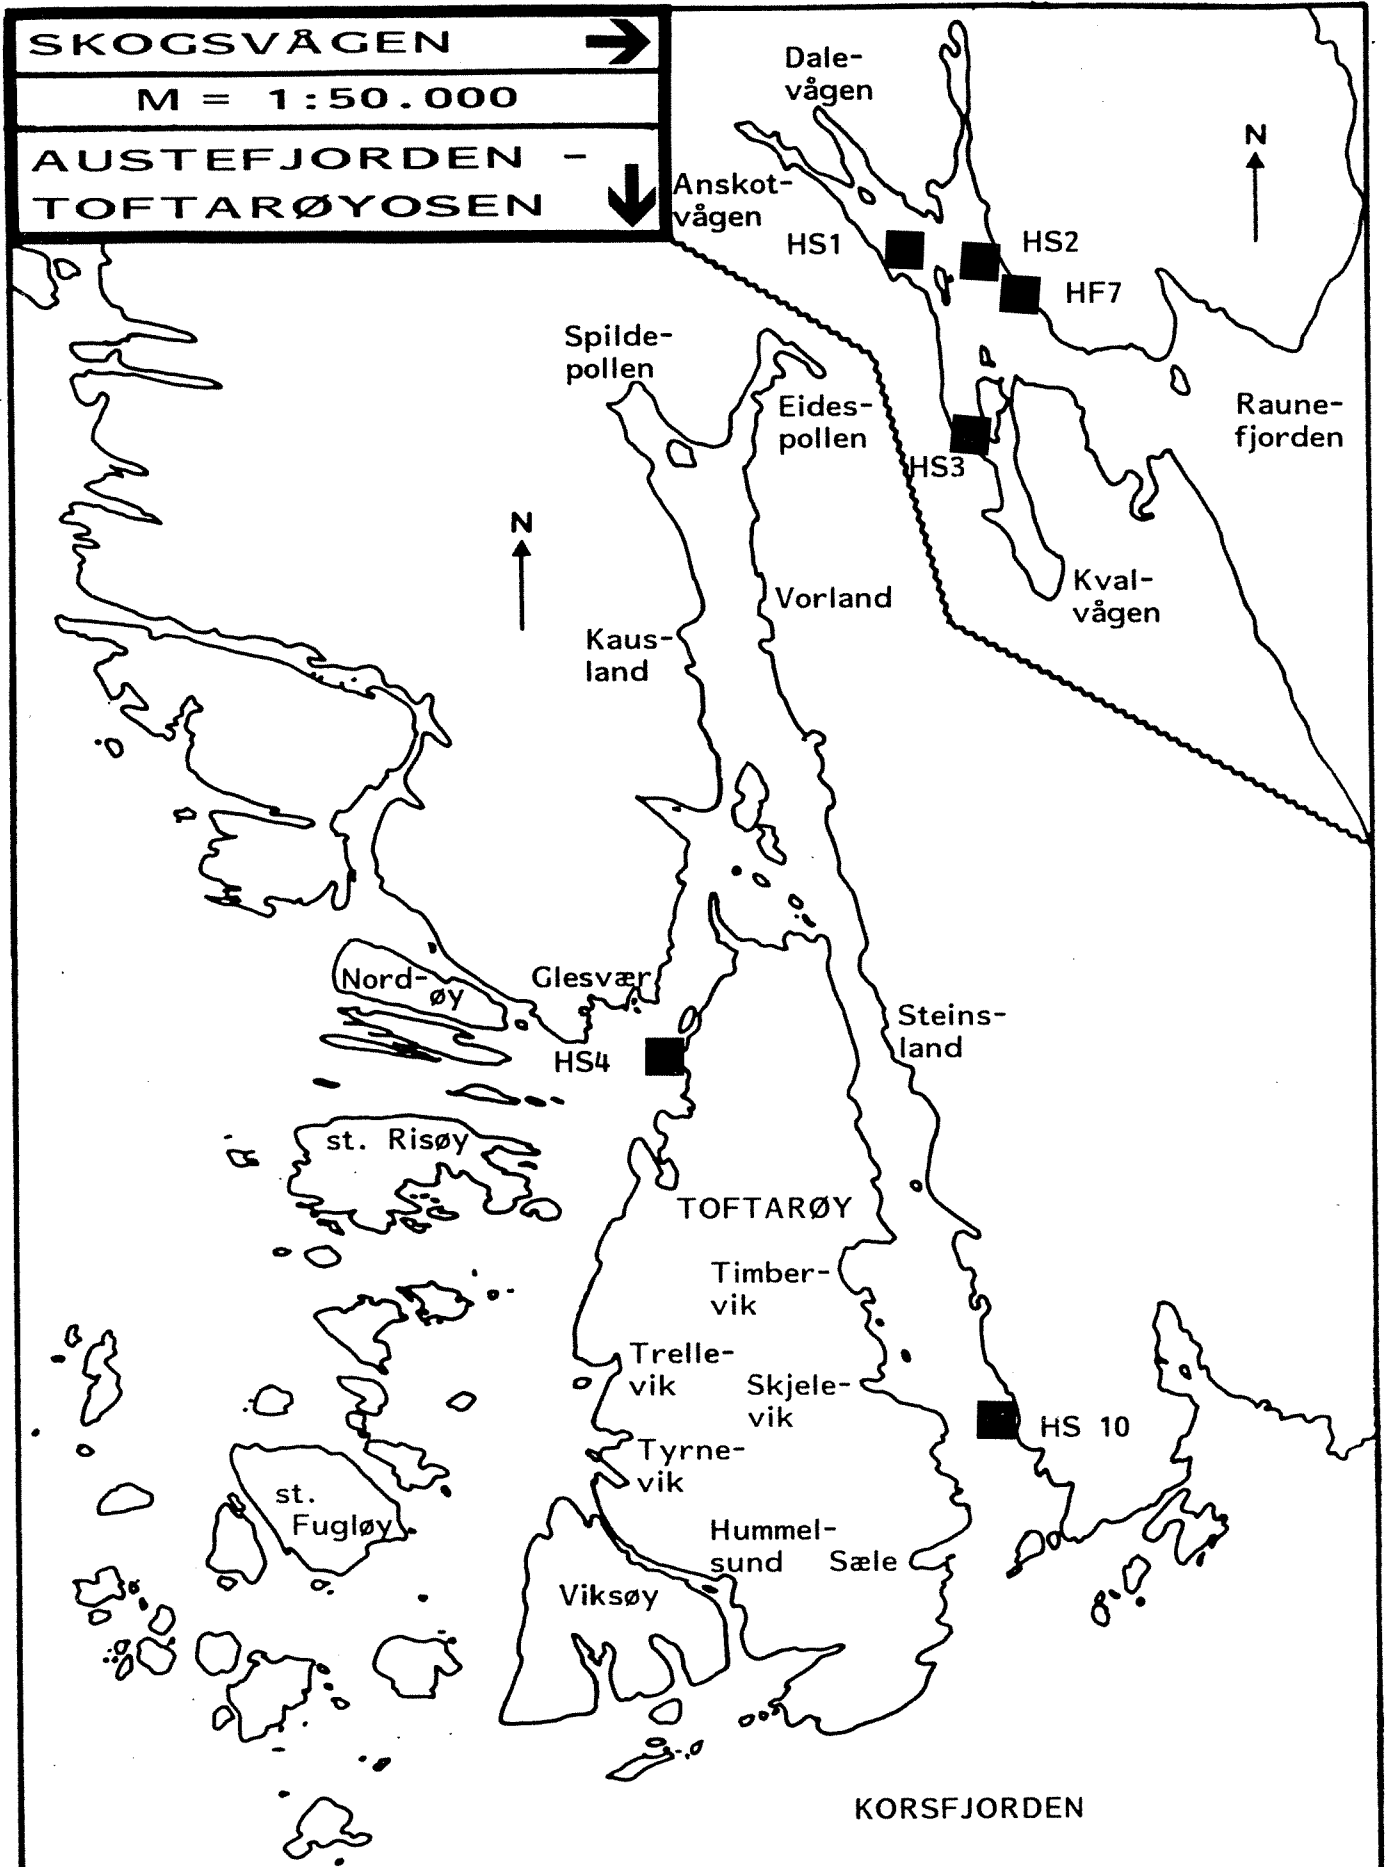 SKOGSVÅGEN
M = 1:50.000
AUSTEFJORDEN -
TOFTARØYOSEN
Dale-
vågen
N
Anskot-
vågen
HS1
HS2
HF7
Spilde-
pollen
Eides-
pollen
Raune-
fjorden
HS3
N
Kval-
vågen
Vorland
Kaus-
land
Nord-
øy
Glesvær
Steins-
land
HS4
st. Risøy
TOFTARØY
Timber-
vik
Trelle-
vik
Skjele-
vik
HS 10
Tyrne-
vik
st.
Fugløy
Hummel-
sund
Sæle
Viksøy
KORSFJORDEN